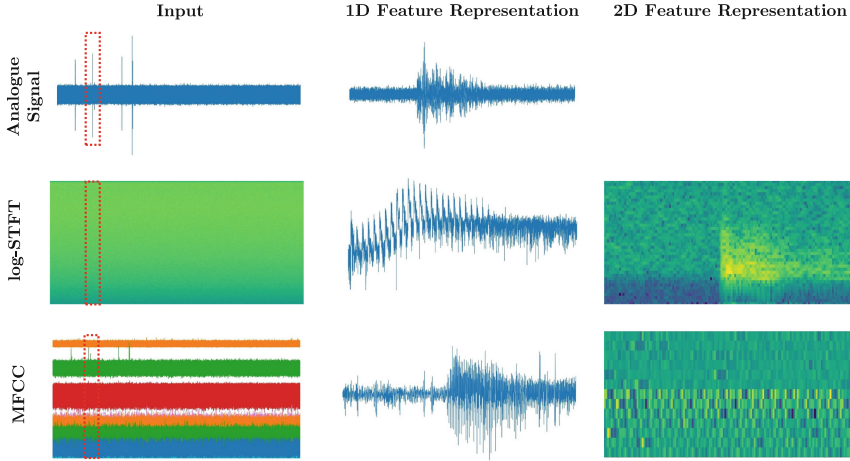 Input
1D Feature Representation
2D Feature Representation
Analogue
Signal
log-STFT
MFCC